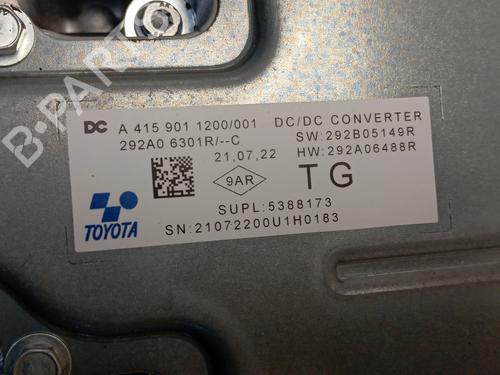 B-PARTS
DC A 415 901 1200/001 DC/DC CONVERTER
292A0 6301R/--C SW:292B05149R
21,07,22 HW:292A06488R
9AR TG
SUPL:5388173
TOYOTA SN:21072200U1H0183